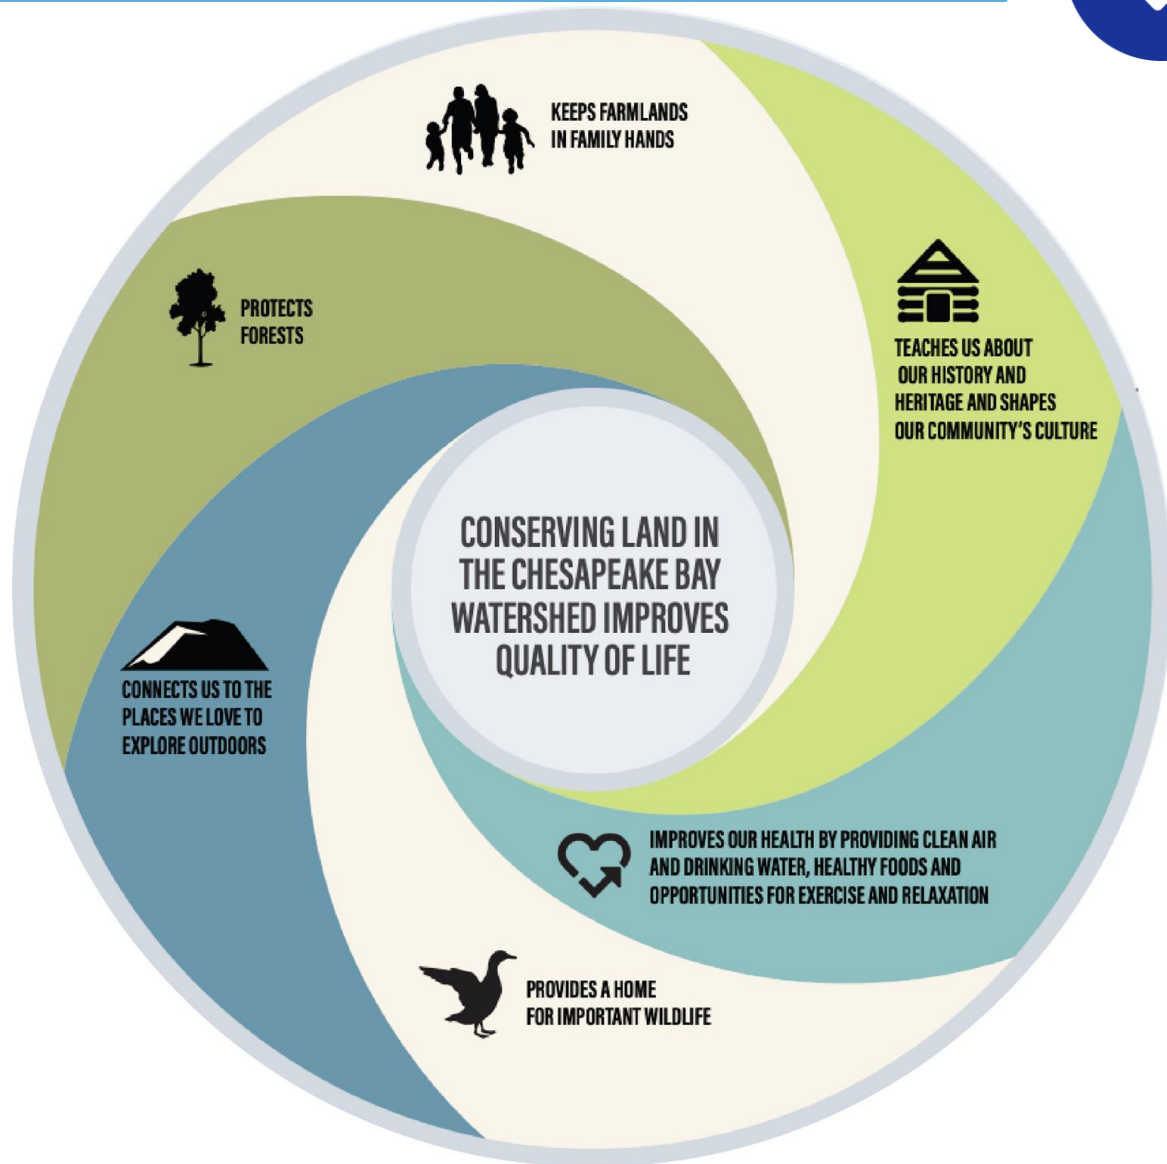 KEEPS FARMLANDS
IN FAMILY HANDS
TEACHES US ABOUT
OUR HISTORY AND
HERITAGE AND SHAPES
OUR COMMUNITY'S CULTURE
PROTECTS
FORESTS
CONSERVING LAND IN
THE CHESAPEAKE BAY
WATERSHED IMPROVES
QUALITY OF LIFE
CONNECTS US TO THE
PLACES WE LOVE TO
EXPLORE OUTDOORS
IMPROVES OUR HEALTH BY PROVIDING CLEAN AIR
AND DRINKING WATER, HEALTHY FOODS AND
OPPORTUNITIES FOR EXERCISE AND RELAXATION
PROVIDES A HOME
FOR IMPORTANT WILDLIFE